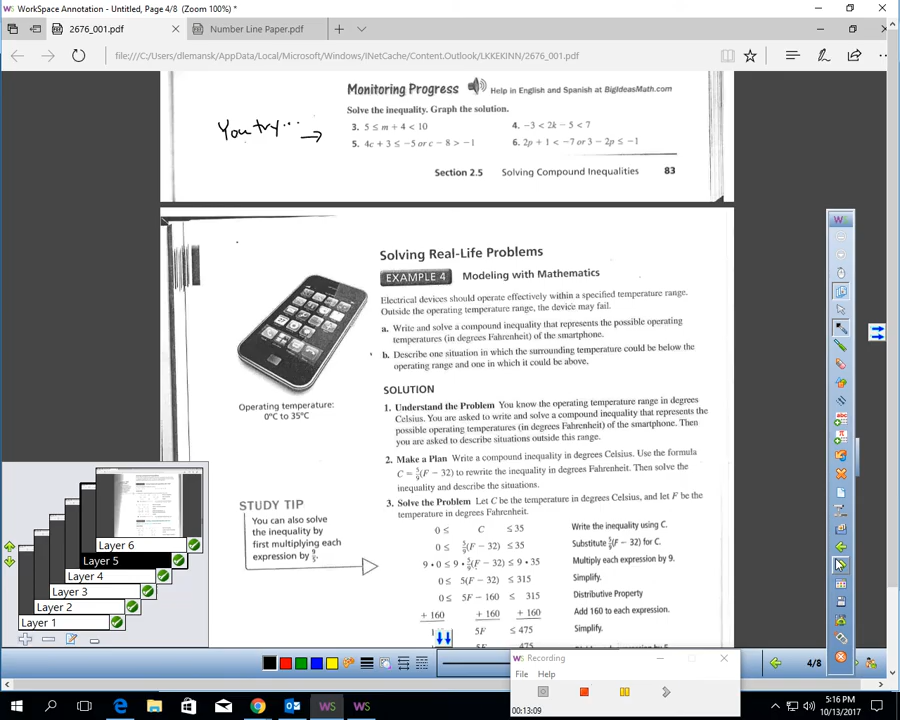 WorkSpace Annotation - Untitled, Page 4/8 (Zoom 100%) *
2676_001.pdf
Number Line Paper.pdf
file:///C:/Users/dlemansk/AppData/Local/Microsoft/Windows/INetCache/Content.Outlook/LKKEKINN/2676_001.pdf
Monitoring Progress
Help in English and Spanish at BigIdeasMath.com
Solve the inequality. Graph the solution.
You try... →
3. 5 ≤ m + 4 < 10
4. −3 < 2k − 5 < 7
5. 4c + 3 ≤ −5 or c − 8 > −1
6. 2p + 1 < −7 or 3 − 2p ≤ −1
Section 2.5 Solving Compound Inequalities 83
Solving Real-Life Problems
EXAMPLE 4 Modeling with Mathematics
Electrical devices should operate effectively within a specified temperature range.
Outside the operating temperature range, the device may fail.
a. Write and solve a compound inequality that represents the possible operating
temperatures (in degrees Fahrenheit) of the smartphone.
b. Describe one situation in which the surrounding temperature could be below the
operating range and one in which it could be above.
Operating temperature:
0°C to 35°C
SOLUTION
1. Understand the Problem You know the operating temperature range in degrees
Celsius. You are asked to write and solve a compound inequality that represents the
possible operating temperatures (in degrees Fahrenheit) of the smartphone. Then
you are asked to describe situations outside this range.
2. Make a Plan Write a compound inequality in degrees Celsius. Use the formula
C = 5/9(F − 32) to rewrite the inequality in degrees Fahrenheit. Then solve the
inequality and describe the situations.
3. Solve the Problem Let C be the temperature in degrees Celsius, and let F be the
temperature in degrees Fahrenheit.
STUDY TIP
You can also solve
the inequality by
first multiplying each
expression by 9/5.
0 ≤ C ≤ 35 Write the inequality using C.
0 ≤ 5/9(F − 32) ≤ 35 Substitute 5/9(F − 32) for C.
9 • 0 ≤ 9 • 5/9(F − 32) ≤ 9 • 35 Multiply each expression by 9.
0 ≤ 5(F − 32) ≤ 315 Simplify.
0 ≤ 5F − 160 ≤ 315 Distributive Property
+ 160 + 160 + 160 Add 160 to each expression.
5F ≤ 475 Simplify.
Layer 6
Layer 5
Layer 4
Layer 3
Layer 2
Layer 1
4/8
Recording
File Help
00:13:09
5:16 PM
10/13/2017